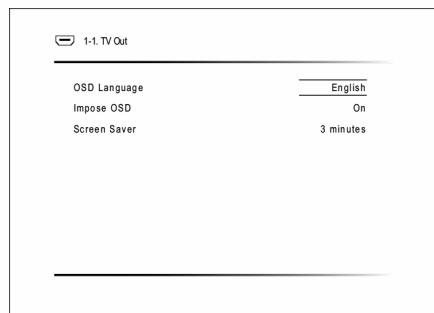 1-1. TV Out
OSD Language English
Impose OSD On
Screen Saver 3 minutes